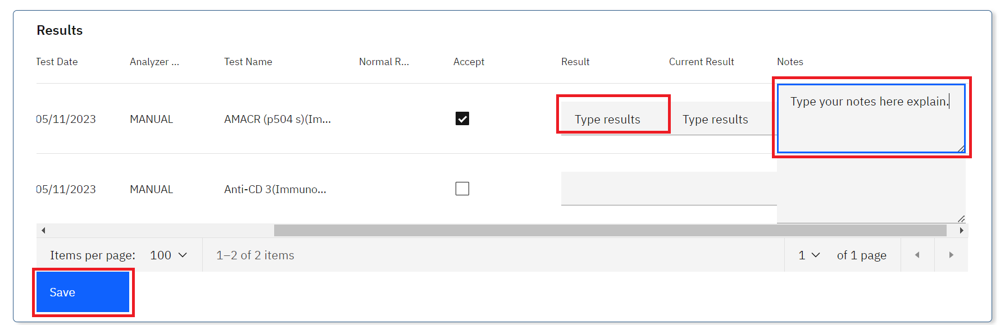 Results
Test Date Analyzer ... Test Name Normal R... Accept Result Current Result Notes
05/11/2023 MANUAL AMACR (p504 s)(Im... Type results Type results Type your notes here explain.
05/11/2023 MANUAL Anti-CD 3(Immuno...
Items per page: 100 1–2 of 2 items 1 of 1 page
Save